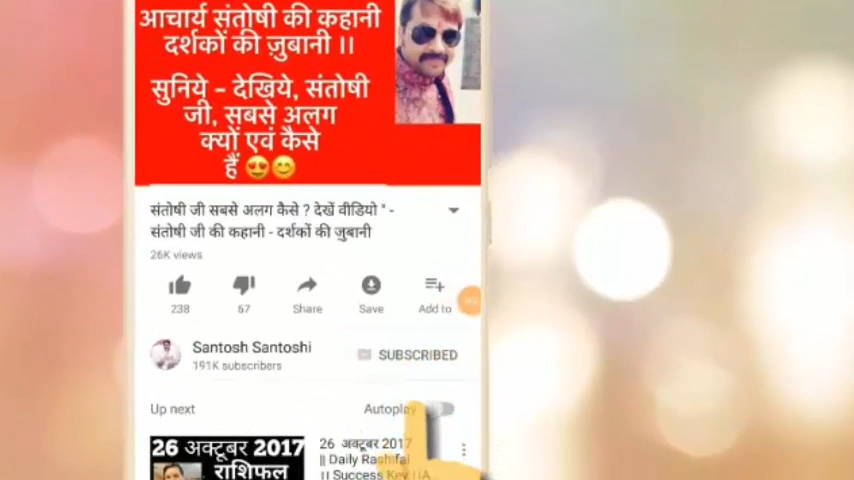 आचार्य संतोषी की कहानी
दर्शकों की ज़ुबानी ।।
सुनिये - देखिये, संतोषी
जी, सबसे अलग
क्यों एवं कैसे
हैं 😍😊
संतोषी जी सबसे अलग कैसे ? देखें वीडियो " -
संतोषी जी की कहानी - दर्शकों की जुबानी
26K views
238
67
Share
Save
Add to
Santosh Santoshi
SUBSCRIBED
191K subscribers
Up next
Autoplay
26 अक्टूबर 2017
राशिफल
26 अक्टूबर 2017
|| Daily Rashifal
|| Success Key ||